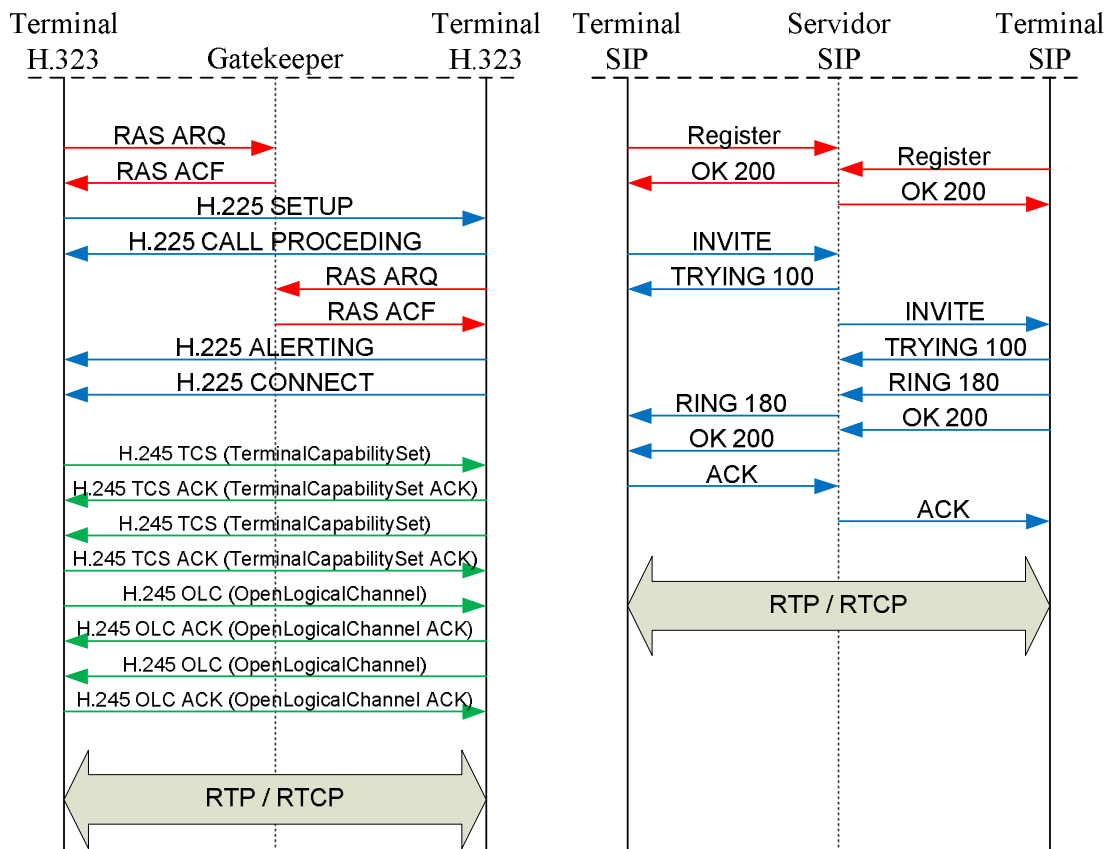 Terminal
H.323
Gatekeeper
Terminal
H.323
RAS ARQ
RAS ACF
H.225 SETUP
H.225 CALL PROCEDING
RAS ARQ
RAS ACF
H.225 ALERTING
H.225 CONNECT
H.245 TCS (TerminalCapabilitySet)
H.245 TCS ACK (TerminalCapabilitySet ACK)
H.245 TCS (TerminalCapabilitySet)
H.245 TCS ACK (TerminalCapabilitySet ACK)
H.245 OLC (OpenLogicalChannel)
H.245 OLC ACK (OpenLogicalChannel ACK)
H.245 OLC (OpenLogicalChannel)
H.245 OLC ACK (OpenLogicalChannel ACK)
RTP / RTCP
Terminal
SIP
Servidor
SIP
Terminal
SIP
Register
Register
OK 200
OK 200
INVITE
TRYING 100
INVITE
TRYING 100
RING 180
RING 180
OK 200
OK 200
ACK
ACK
RTP / RTCP